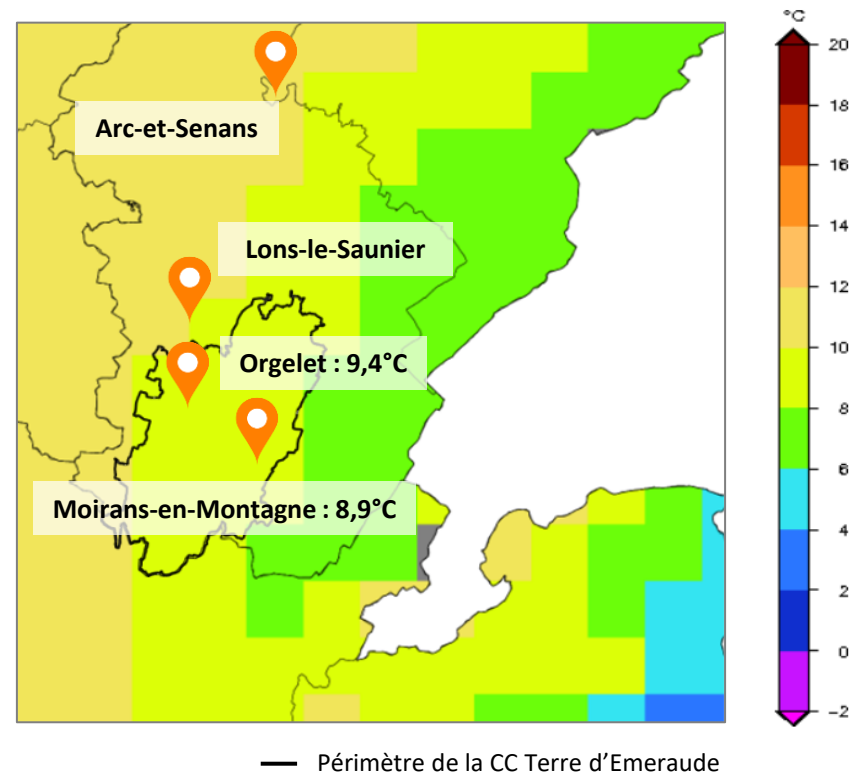 °C
20
18
16
14
12
10
8
6
4
2
0
−2
Arc-et-Senans
Lons-le-Saunier
Orgelet : 9,4°C
Moirans-en-Montagne : 8,9°C
Périmètre de la CC Terre d’Emeraude